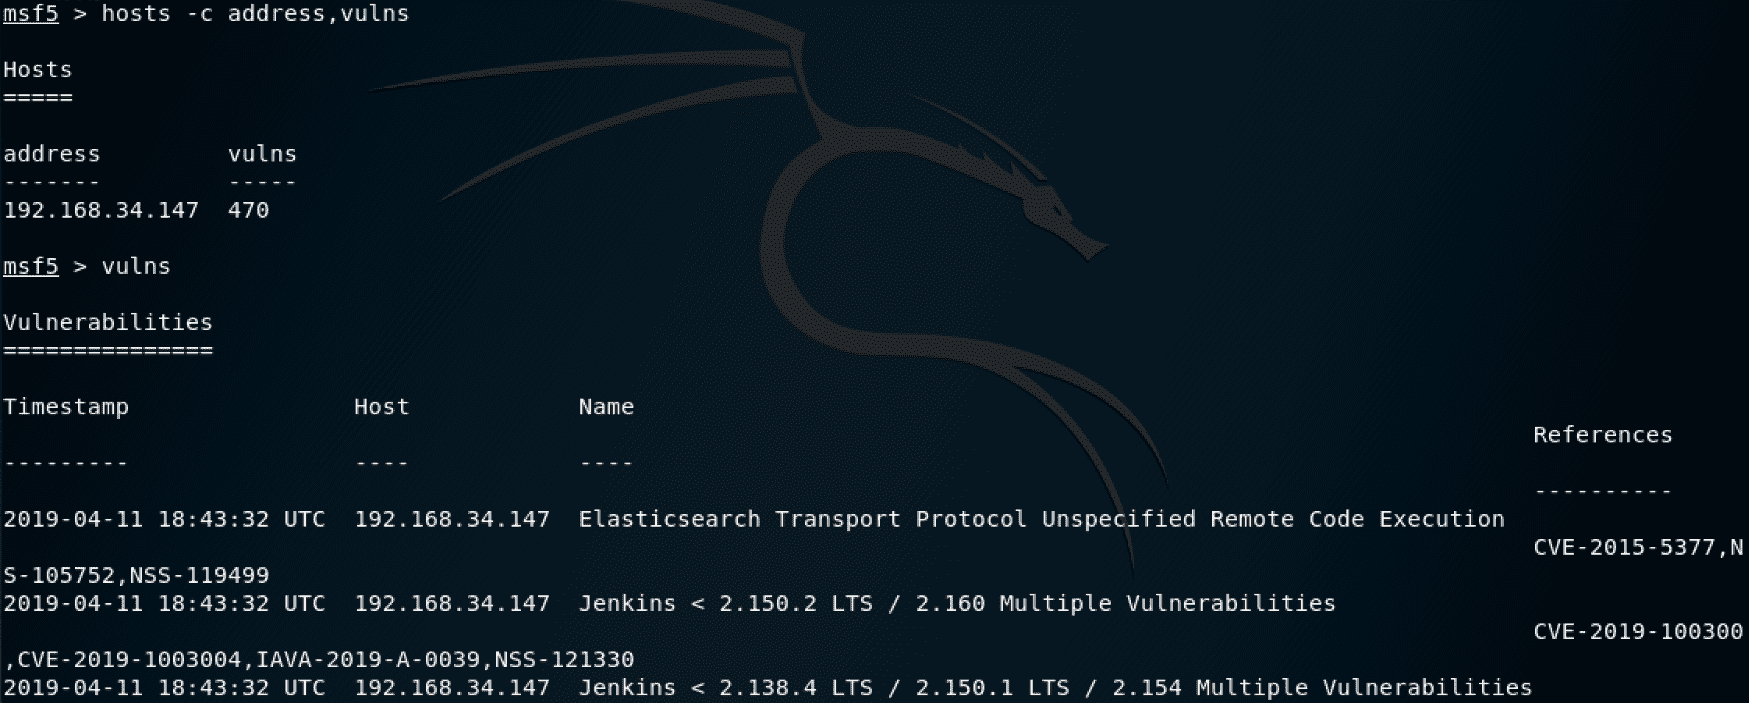 msf5 > hosts -c address,vulns
Hosts
=====
address vulns
------- -----
192.168.34.147 470
msf5 > vulns
Vulnerabilities
===============
Timestamp Host Name
References
--------- ---- ----
----------
2019-04-11 18:43:32 UTC 192.168.34.147 Elasticsearch Transport Protocol Unspecified Remote Code Execution
CVE-2015-5377,N
S-105752,NSS-119499
2019-04-11 18:43:32 UTC 192.168.34.147 Jenkins < 2.150.2 LTS / 2.160 Multiple Vulnerabilities
CVE-2019-100300
,CVE-2019-1003004,IAVA-2019-A-0039,NSS-121330
2019-04-11 18:43:32 UTC 192.168.34.147 Jenkins < 2.138.4 LTS / 2.150.1 LTS / 2.154 Multiple Vulnerabilities